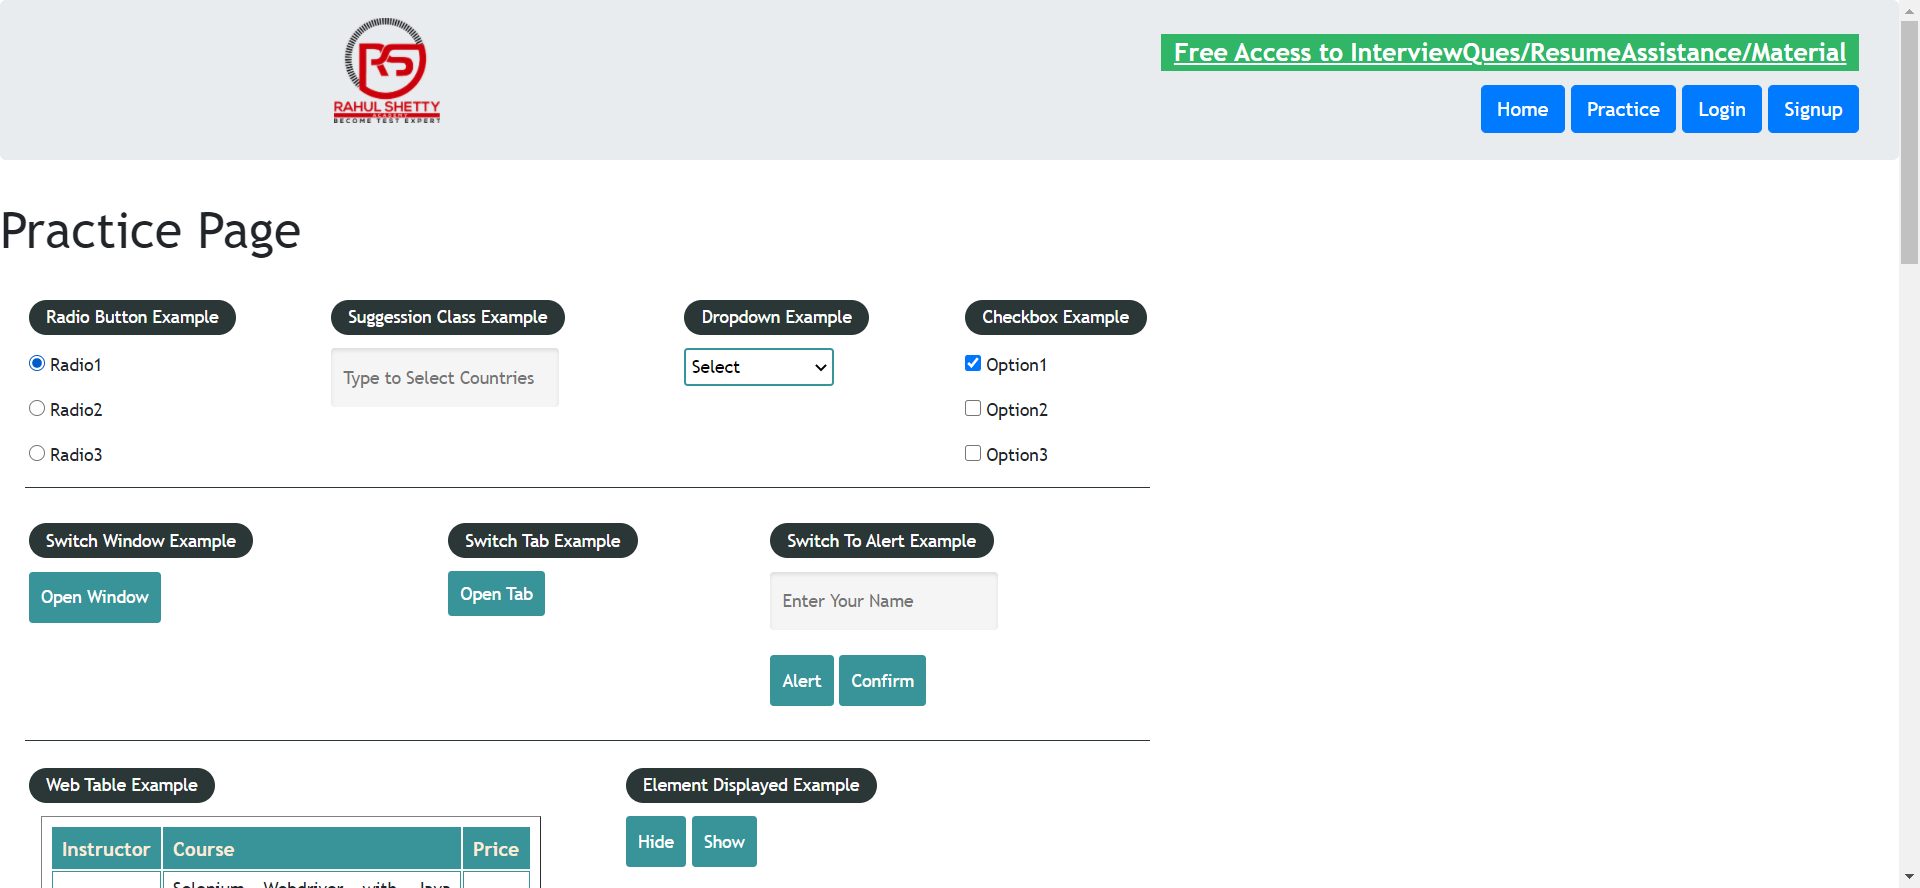 RS
RAHUL SHETTY
ACADEMY
BECOME TEST EXPERT
Free Access to InterviewQues/ResumeAssistance/Material
Home Practice Login Signup
Practice Page
Radio Button Example Suggession Class Example Dropdown Example Checkbox Example
Radio1 Type to Select Countries Select Option1
Radio2 Option2
Radio3 Option3
Switch Window Example Switch Tab Example Switch To Alert Example
Open Window Open Tab Enter Your Name
Alert Confirm
Web Table Example Element Displayed Example
Hide Show
Instructor Course Price
Selenium Webdriver with Java